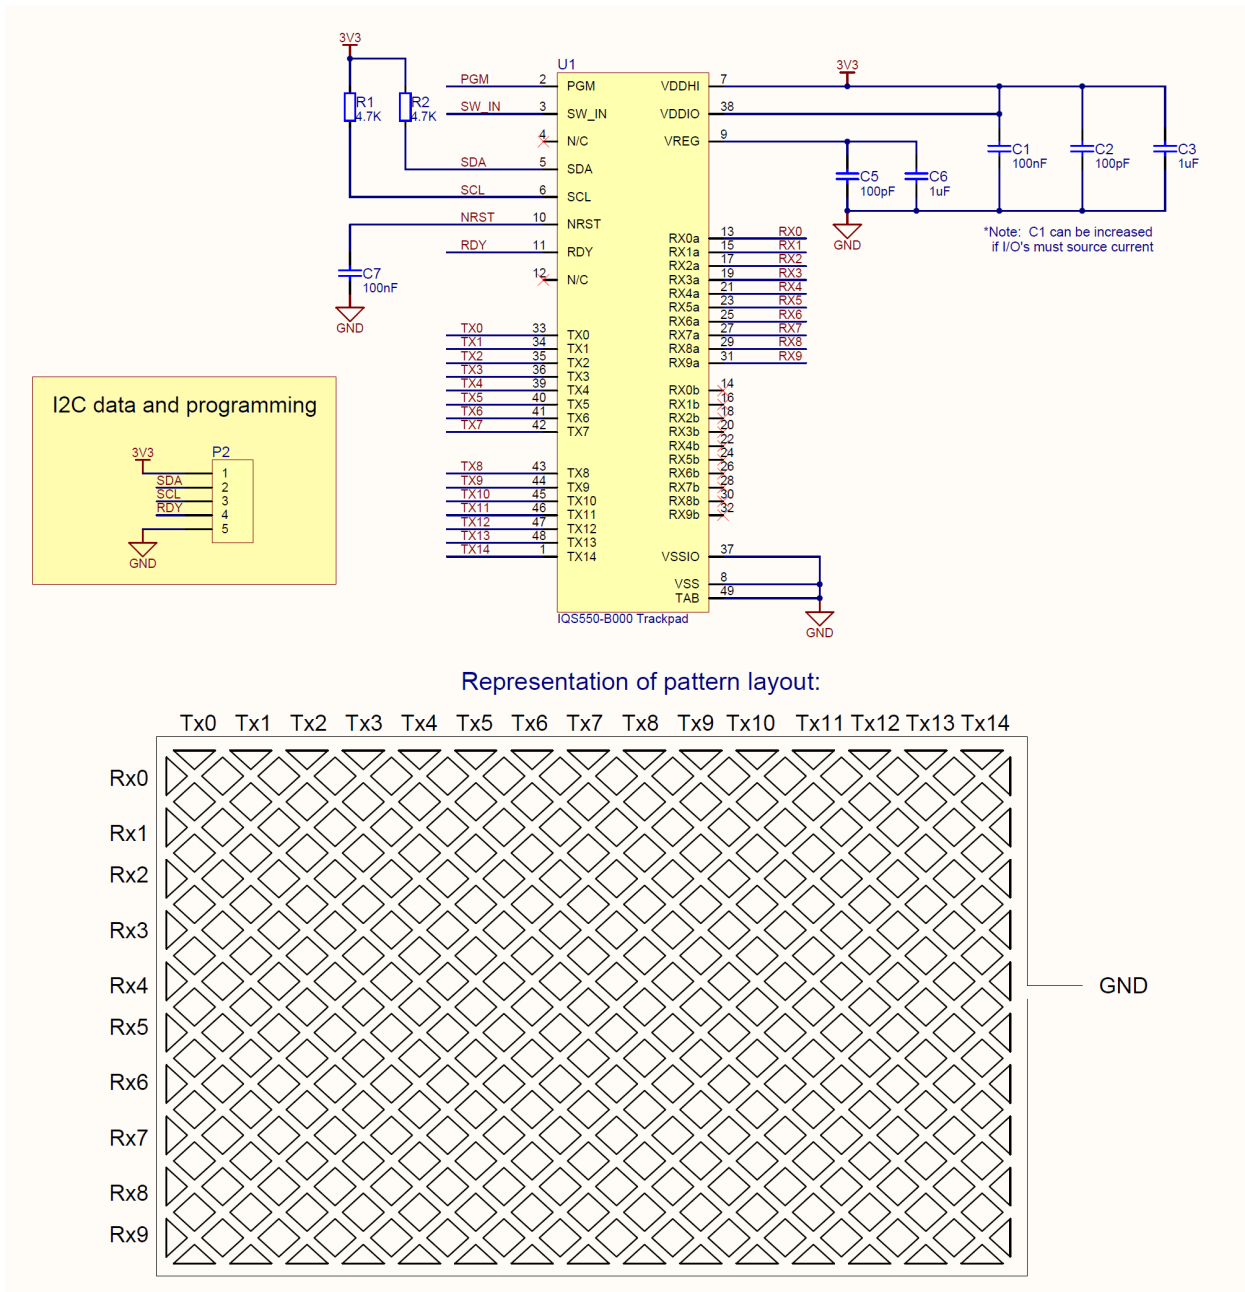 3V3
R1
4.7K
R2
4.7K
U1
PGM 2 PGM
SW_IN 3 SW_IN
4 N/C
SDA 5 SDA
SCL 6 SCL
NRST 10 NRST
RDY 11 RDY
12 N/C
C7
100nF
GND
TX0 33 TX0
TX1 34 TX1
TX2 35 TX2
TX3 36 TX3
TX4 39 TX4
TX5 40 TX5
TX6 41 TX6
TX7 42 TX7
TX8 43 TX8
TX9 44 TX9
TX10 45 TX10
TX11 46 TX11
TX12 47 TX12
TX13 48 TX13
TX14 1 TX14
VDDHI 7
VDDIO 38
VREG 9
3V3
C1
100nF
C2
100pF
C3
1uF
C5
100pF
C6
1uF
GND
*Note: C1 can be increased
if I/O's must source current
RX0a 13 RX0
RX1a 15 RX1
RX2a 17 RX2
RX3a 19 RX3
RX4a 21 RX4
RX5a 23 RX5
RX6a 25 RX6
RX7a 27 RX7
RX8a 29 RX8
RX9a 31 RX9
RX0b 14
RX1b 16
RX2b 18
RX3b 20
RX4b 22
RX5b 24
RX6b 26
RX7b 28
RX8b 30
RX9b 32
VSSIO 37
VSS 8
TAB 49
GND
IQS550-B000 Trackpad
I2C data and programming
P2
3V3
1
SDA 2
SCL 3
RDY 4
5
GND
Representation of pattern layout:
Tx0 Tx1 Tx2 Tx3 Tx4 Tx5 Tx6 Tx7 Tx8 Tx9 Tx10 Tx11 Tx12 Tx13 Tx14
Rx0
Rx1
Rx2
Rx3
Rx4
GND
Rx5
Rx6
Rx7
Rx8
Rx9